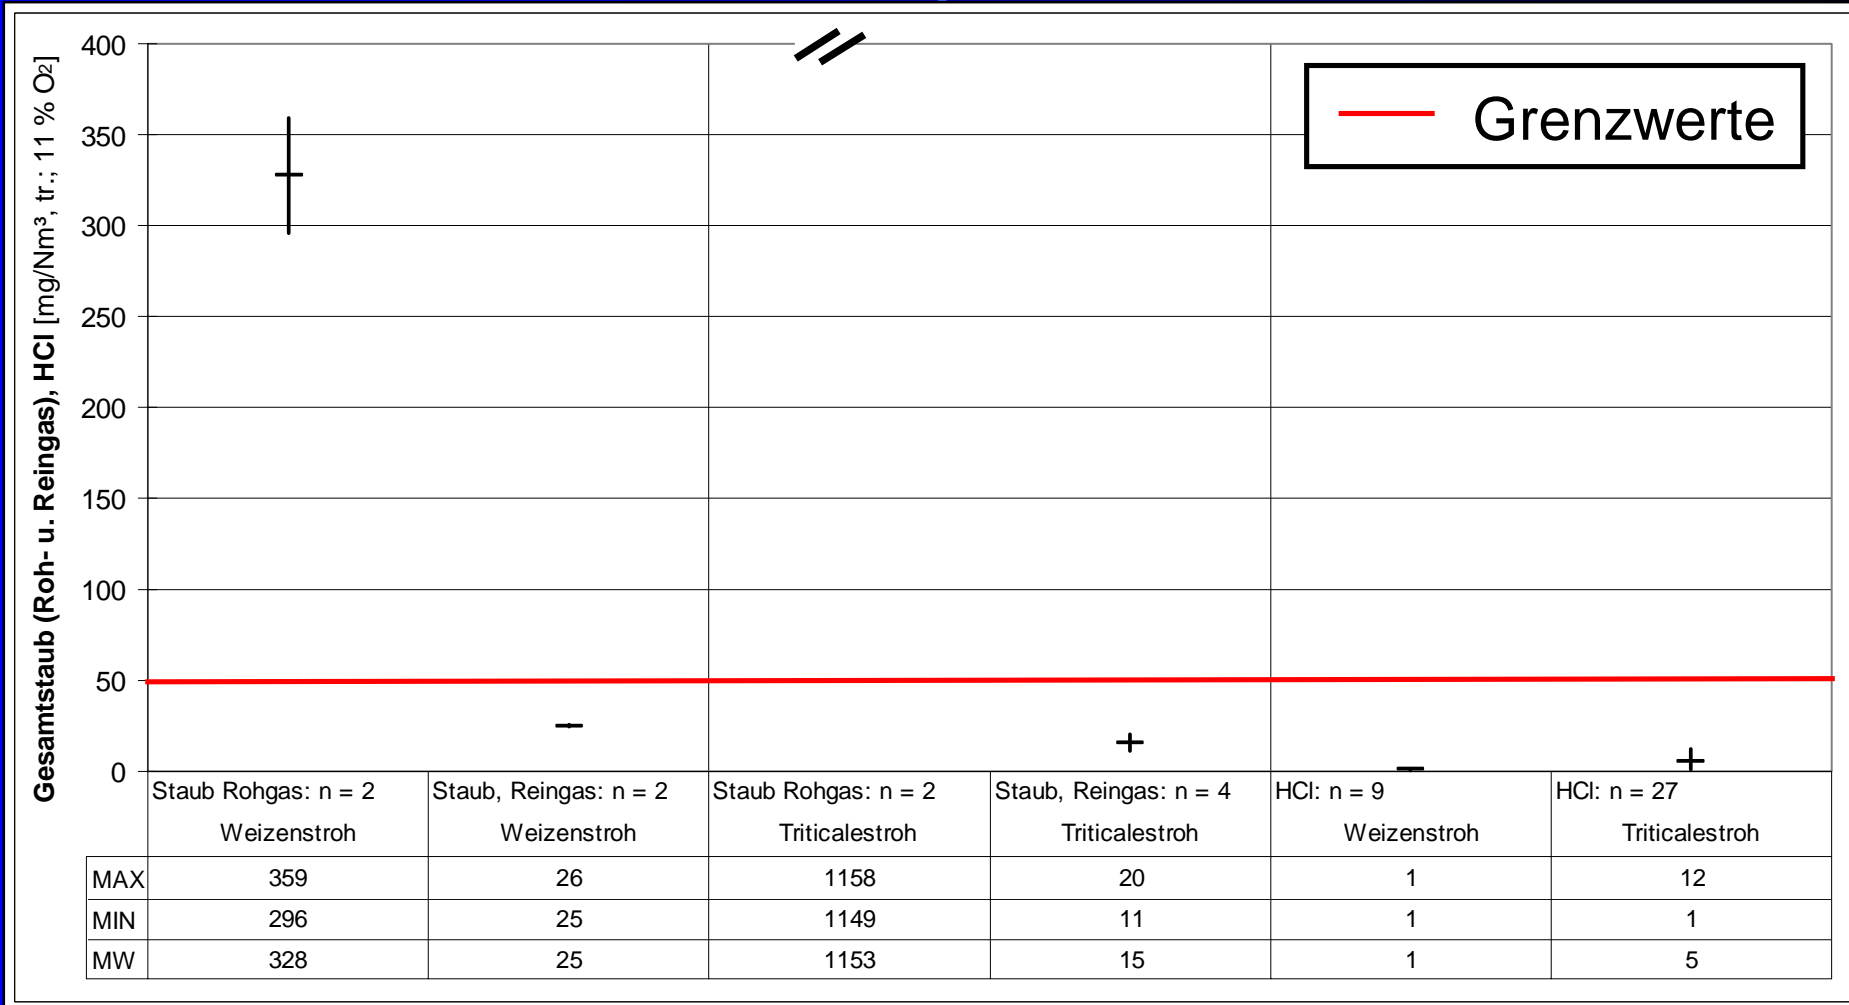 Gesamtstaub (Roh- u. Reingas), HCl [mg/Nm³, tr.; 11 % O2]
400
350
300
250
200
150
100
50
0
Grenzwerte
Staub Rohgas: n = 2
Weizenstroh
Staub, Reingas: n = 2
Weizenstroh
Staub Rohgas: n = 2
Triticalestroh
Staub, Reingas: n = 4
Triticalestroh
HCl: n = 9
Weizenstroh
HCl: n = 27
Triticalestroh
MAX 359 26 1158 20 1 12
MIN 296 25 1149 11 1 1
MW 328 25 1153 15 1 5